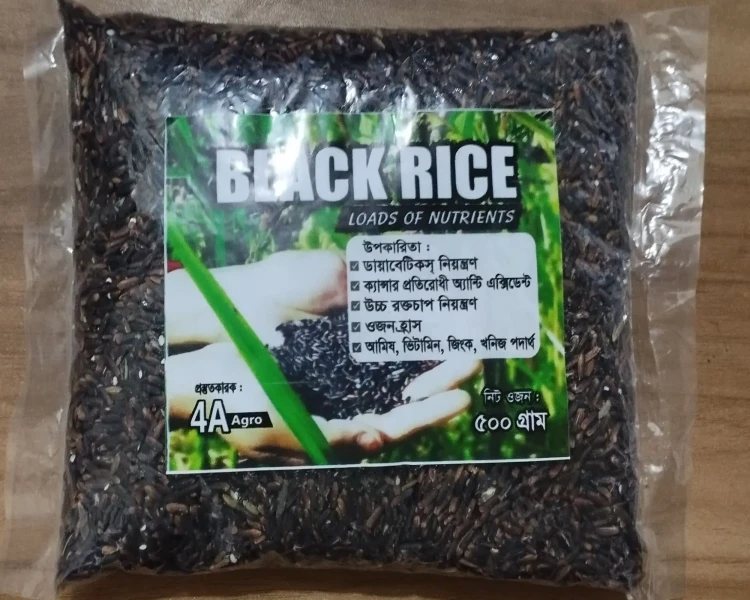 BLACK RICE
LOADS OF NUTRIENTS
উপকারিতা :
☑ ডায়াবেটিকস্ নিয়ন্ত্রণ
☑ ক্যান্সার প্রতিরোধী অ্যান্টি এক্সিডেন্ট
☑ উচ্চ রক্তচাপ নিয়ন্ত্রণ
☑ ওজন হ্রাস
☑ আমিষ, ভিটামিন, জিংক, খনিজ পদার্থ
প্রস্তুতকারক :
4A Agro
নিট ওজন :
৫০০ গ্রাম